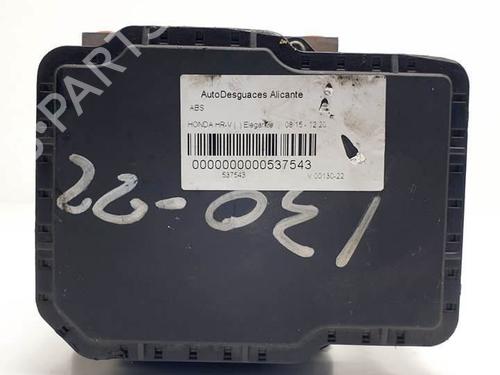 AutoDesguaces Alicante
ABS
HONDA HR-V ( ) Elegance | 08.15 - 12.20
0000000000537543
537543
V 00130-22
130-22